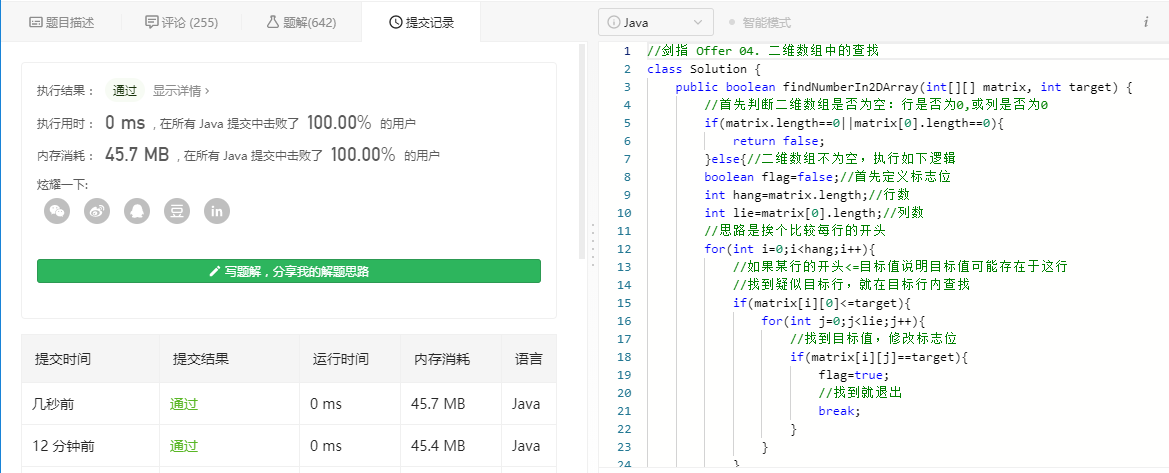 题目描述
评论 (255)
题解(642)
提交记录
执行结果： 通过 显示详情 ›
执行用时： 0 ms , 在所有 Java 提交中击败了 100.00% 的用户
内存消耗： 45.7 MB , 在所有 Java 提交中击败了 100.00% 的用户
炫耀一下:
in
写题解，分享我的解题思路
提交时间 提交结果 运行时间 内存消耗 语言
几秒前 通过 0 ms 45.7 MB Java
12 分钟前 通过 0 ms 45.4 MB Java
Java 智能模式 i
1 //剑指 Offer 04. 二维数组中的查找
2 class Solution {
3 public boolean findNumberIn2DArray(int[][] matrix, int target) {
4 //首先判断二维数组是否为空：行是否为0,或列是否为0
5 if(matrix.length==0||matrix[0].length==0){
6 return false;
7 }else{//二维数组不为空，执行如下逻辑
8 boolean flag=false;//首先定义标志位
9 int hang=matrix.length;//行数
10 int lie=matrix[0].length;//列数
11 //思路是挨个比较每行的开头
12 for(int i=0;i<hang;i++){
13 //如果某行的开头<=目标值说明目标值可能存在于这行
14 //找到疑似目标行，就在目标行内查找
15 if(matrix[i][0]<=target){
16 for(int j=0;j<lie;j++){
17 //找到目标值，修改标志位
18 if(matrix[i][j]==target){
19 flag=true;
20 //找到就退出
21 break;
22 }
23 }
24 }